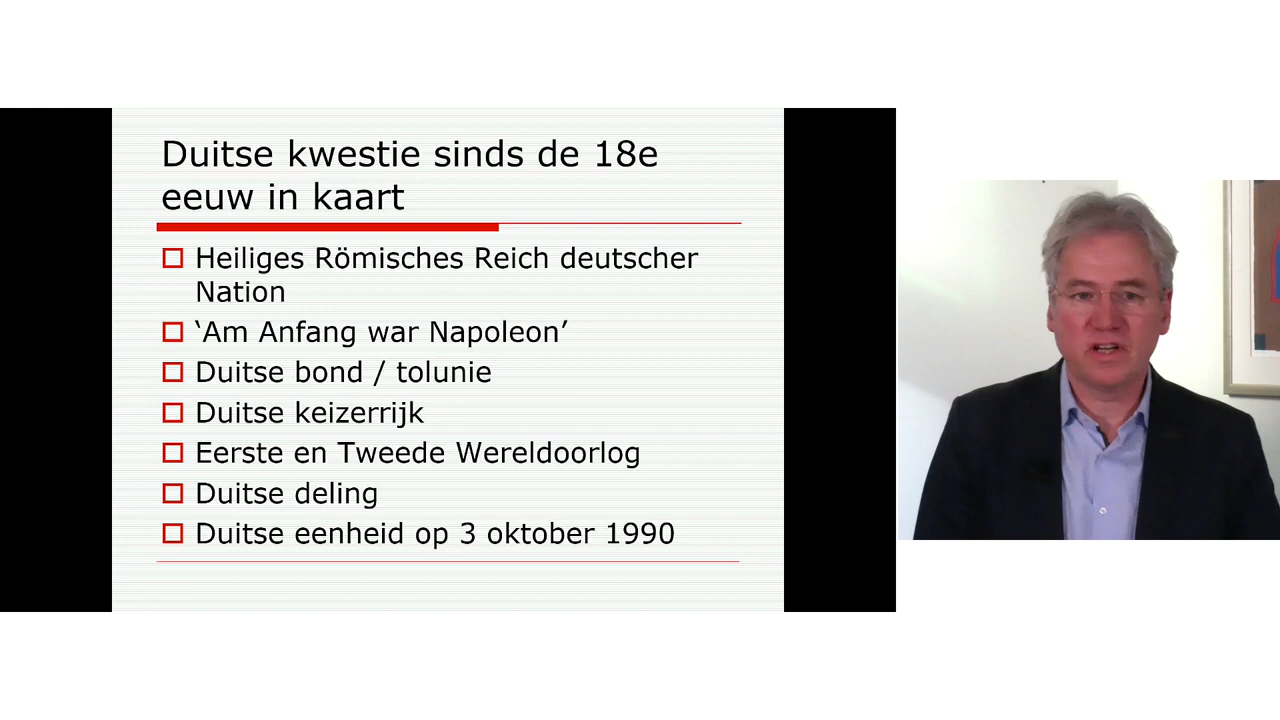 Duitse kwestie sinds de 18e
eeuw in kaart
Heiliges Römisches Reich deutscher
Nation
‘Am Anfang war Napoleon’
Duitse bond / tolunie
Duitse keizerrijk
Eerste en Tweede Wereldoorlog
Duitse deling
Duitse eenheid op 3 oktober 1990